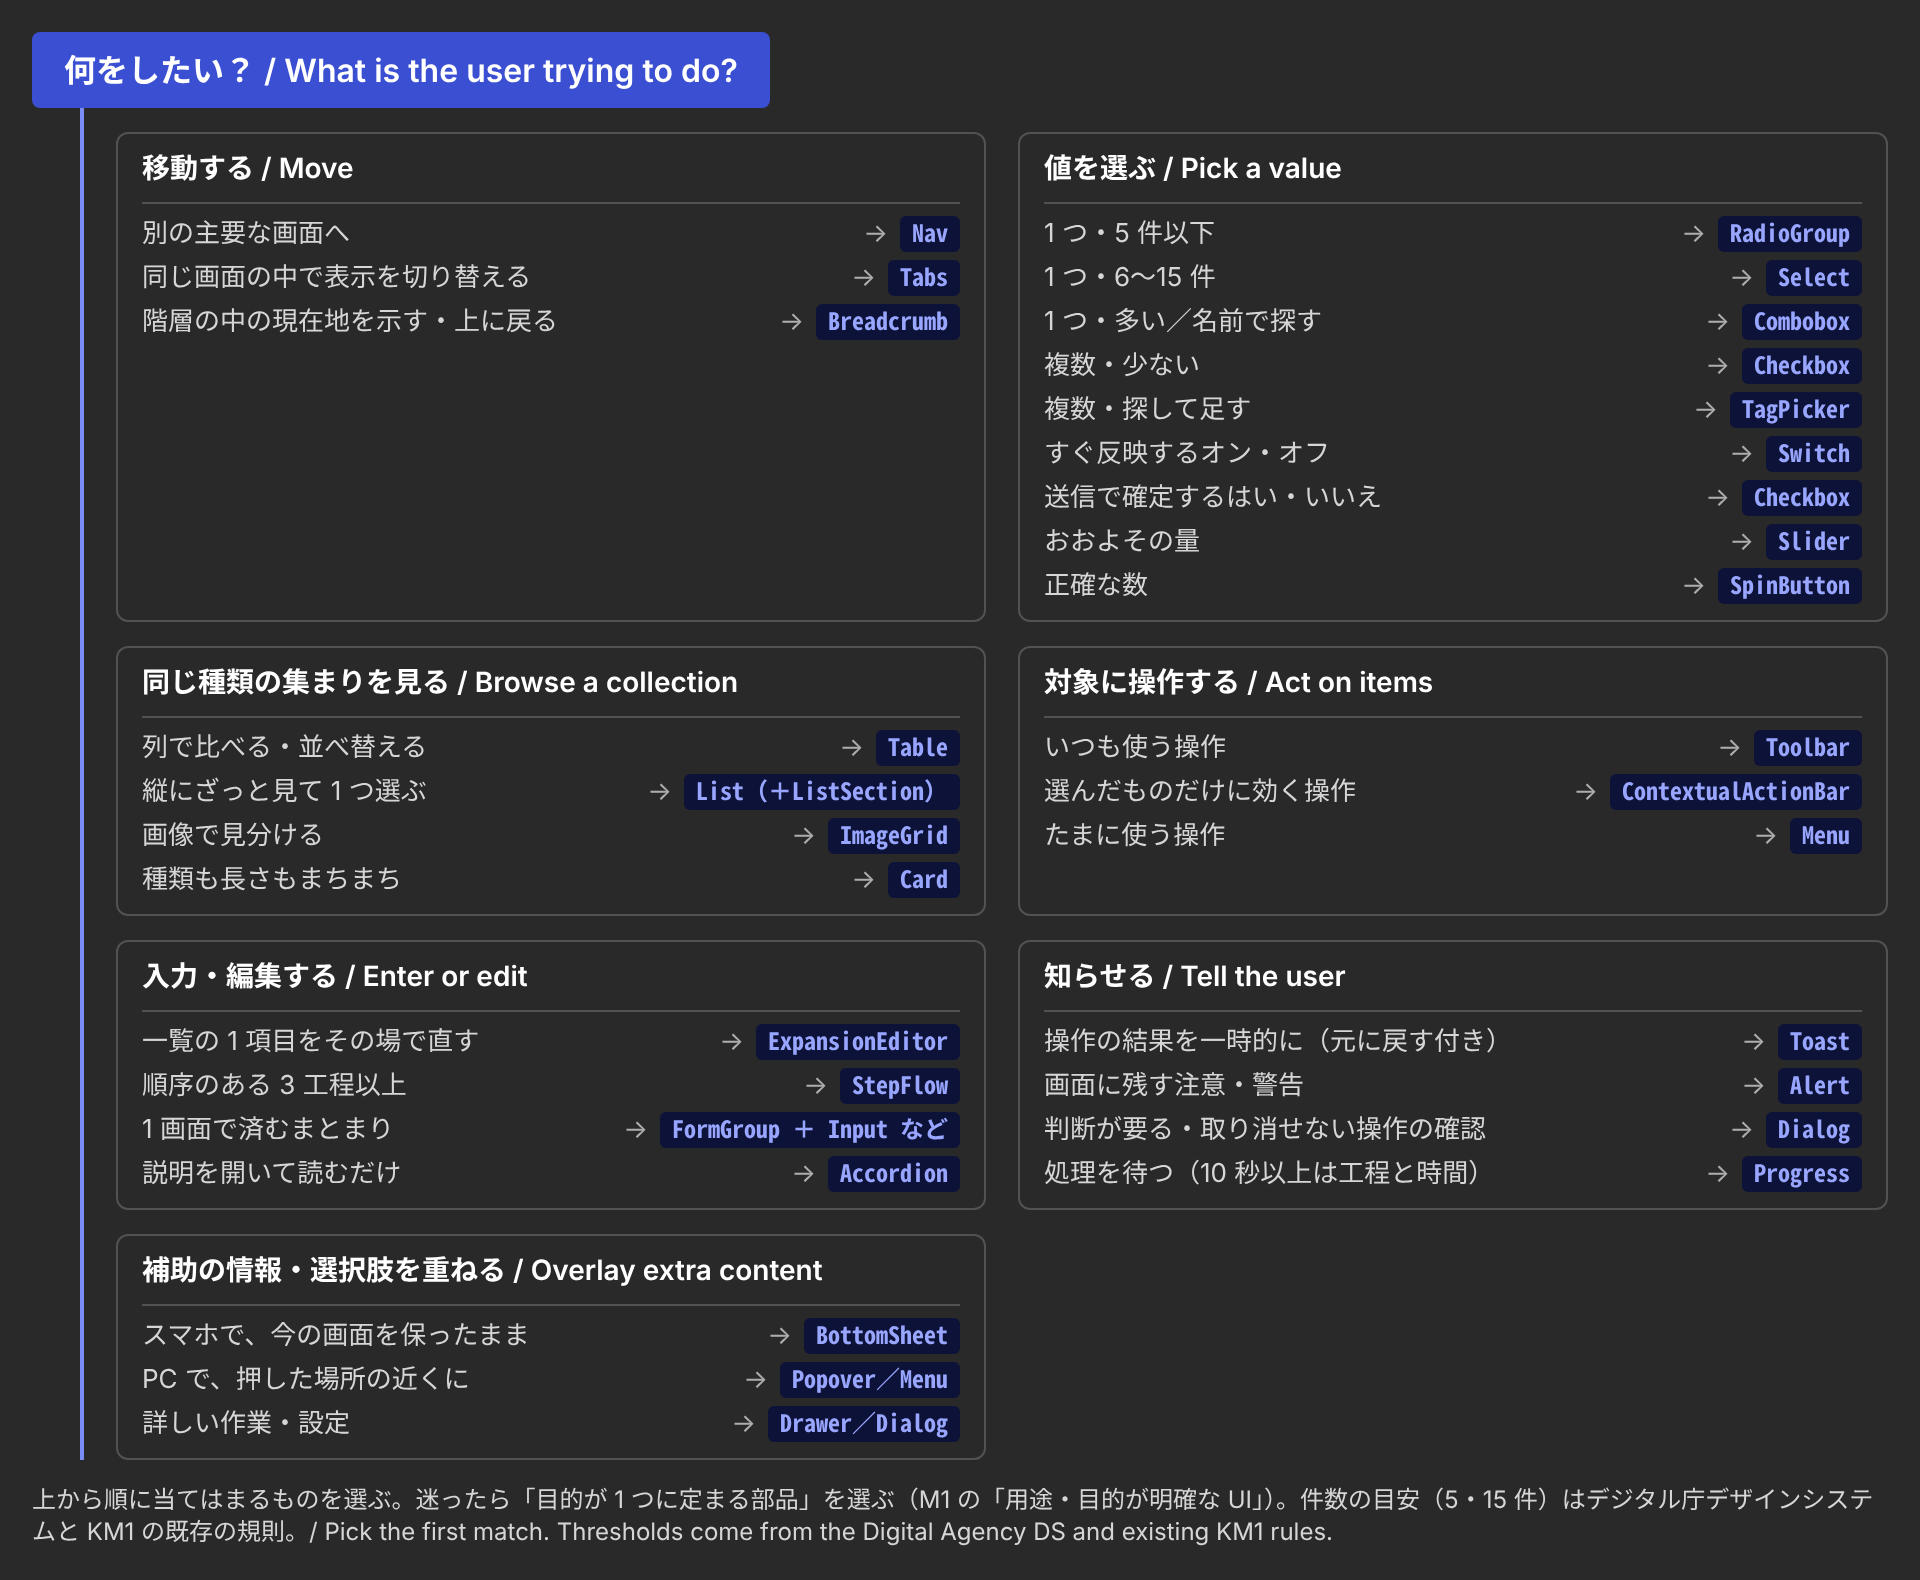 何をしたい？ / What is the user trying to do?
移動する / Move
別の主要な画面へ → Nav
同じ画面の中で表示を切り替える → Tabs
階層の中の現在地を示す・上に戻る → Breadcrumb
値を選ぶ / Pick a value
1 つ・5 件以下 → RadioGroup
1 つ・6〜15 件 → Select
1 つ・多い／名前で探す → Combobox
複数・少ない → Checkbox
複数・探して足す → TagPicker
すぐ反映するオン・オフ → Switch
送信で確定するはい・いいえ → Checkbox
おおよその量 → Slider
正確な数 → SpinButton
同じ種類の集まりを見る / Browse a collection
列で比べる・並べ替える → Table
縦にざっと見て 1 つ選ぶ → List（＋ListSection）
画像で見分ける → ImageGrid
種類も長さもまちまち → Card
対象に操作する / Act on items
いつも使う操作 → Toolbar
選んだものだけに効く操作 → ContextualActionBar
たまに使う操作 → Menu
入力・編集する / Enter or edit
一覧の 1 項目をその場で直す → ExpansionEditor
順序のある 3 工程以上 → StepFlow
1 画面で済むまとまり → FormGroup ＋ Input など
説明を開いて読むだけ → Accordion
知らせる / Tell the user
操作の結果を一時的に（元に戻す付き） → Toast
画面に残す注意・警告 → Alert
判断が要る・取り消せない操作の確認 → Dialog
処理を待つ（10 秒以上は工程と時間） → Progress
補助の情報・選択肢を重ねる / Overlay extra content
スマホで、今の画面を保ったまま → BottomSheet
PC で、押した場所の近くに → Popover／Menu
詳しい作業・設定 → Drawer／Dialog
上から順に当てはまるものを選ぶ。迷ったら「目的が 1 つに定まる部品」を選ぶ（M1 の「用途・目的が明確な UI」）。件数の目安（5・15 件）はデジタル庁デザインシステ
ムと KM1 の既存の規則。/ Pick the first match. Thresholds come from the Digital Agency DS and existing KM1 rules.